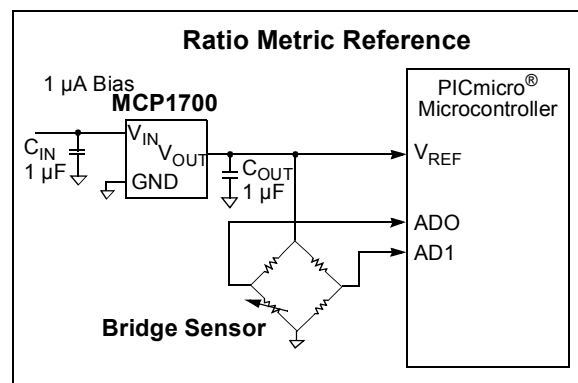 Ratio Metric Reference
1 µA Bias
MCP1700
PICmicro®
Microcontroller
VIN
VOUT
GND
CIN
1 µF
COUT
1 µF
VREF
ADO
AD1
Bridge Sensor